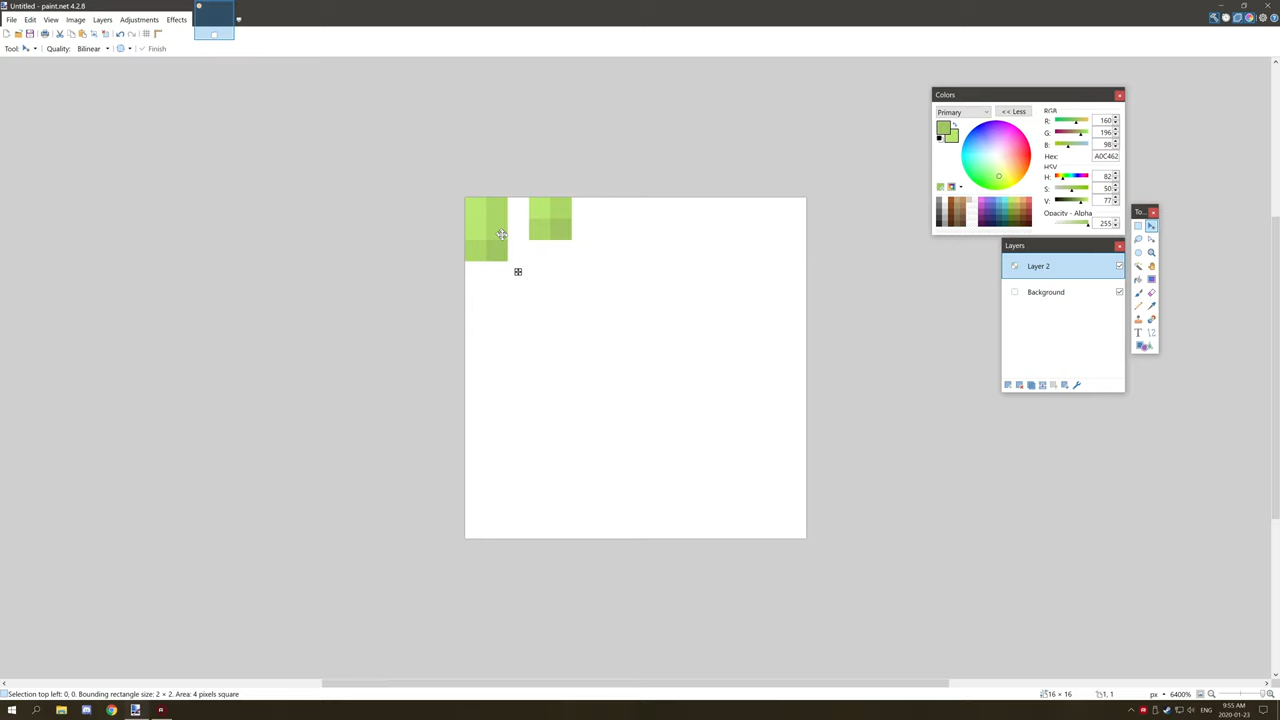 Untitled - paint.net 4.2.8
File Edit View Image Layers Adjustments Effects
Tool: Quality: Bilinear Finish
Colors
Primary << Less
RGB
R: 160
G: 196
B: 98
Hex: A0C462
HSV
H: 82
S: 50
V: 77
Opacity - Alpha
255
To...
Layers
Layer 2
Background
Selection top left: 0, 0. Bounding rectangle size: 2 × 2. Area: 4 pixels square
16 × 16 1, 1 px 6400%
ENG
9:55 AM
2020-01-23